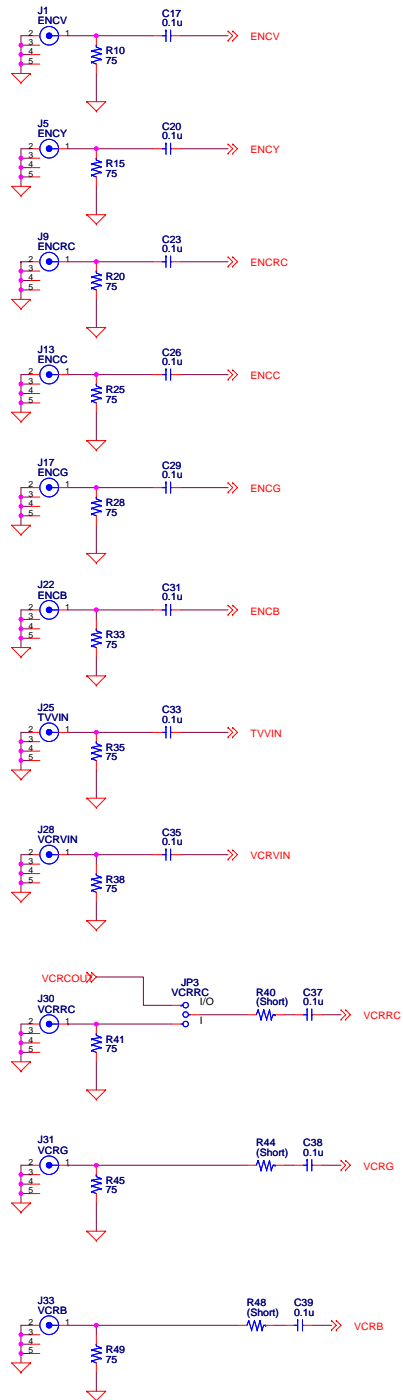 J1
ENCV
C17
0.1u
2
3
4
5
1
R10
75
ENCV
J5
ENCY
C20
0.1u
2
3
4
5
1
R15
75
ENCY
J9
ENCRC
C23
0.1u
2
3
4
5
1
R20
75
ENCRC
J13
ENCC
C26
0.1u
2
3
4
5
1
R25
75
ENCC
J17
ENCG
C29
0.1u
2
3
4
5
1
R28
75
ENCG
J22
ENCB
C31
0.1u
2
3
4
5
1
R33
75
ENCB
J25
TVVIN
C33
0.1u
2
3
4
5
1
R35
75
TVVIN
J28
VCRVIN
C35
0.1u
2
3
4
5
1
R38
75
VCRVIN
VCRCOUT
JP3
VCRRC
I/O
I
J30
VCRRC
R40
(Short)
C37
0.1u
2
3
4
5
1
R41
75
VCRRC
J31
VCRG
R44
(Short)
C38
0.1u
2
3
4
5
1
R45
75
VCRG
J33
VCRB
R48
(Short)
C39
0.1u
2
3
4
5
1
R49
75
VCRB